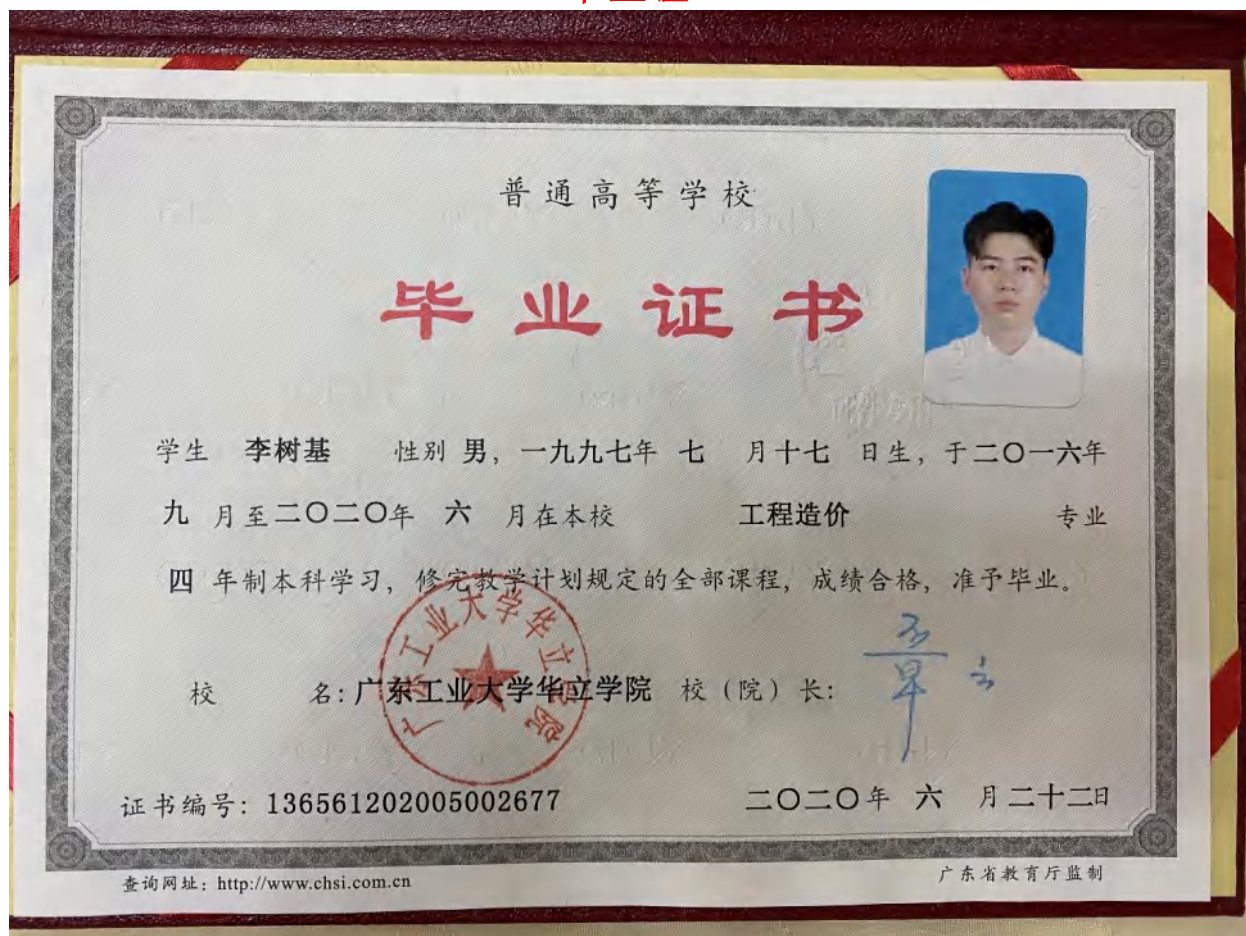 普通高等学校
毕业证书
学生 李树基 性别 男，一九九七年 七 月十七 日生，于二〇一六年
九 月至二〇二〇年 六 月在本校 工程造价 专业
四 年制本科学习，修完教学计划规定的全部课程，成绩合格，准予毕业。
广东工业大学华立学院
校 名：广东工业大学华立学院 校（院）长：
证书编号：136561202005002677 二〇二〇年 六 月二十二日
查询网址：http://www.chsi.com.cn 广东省教育厅监制